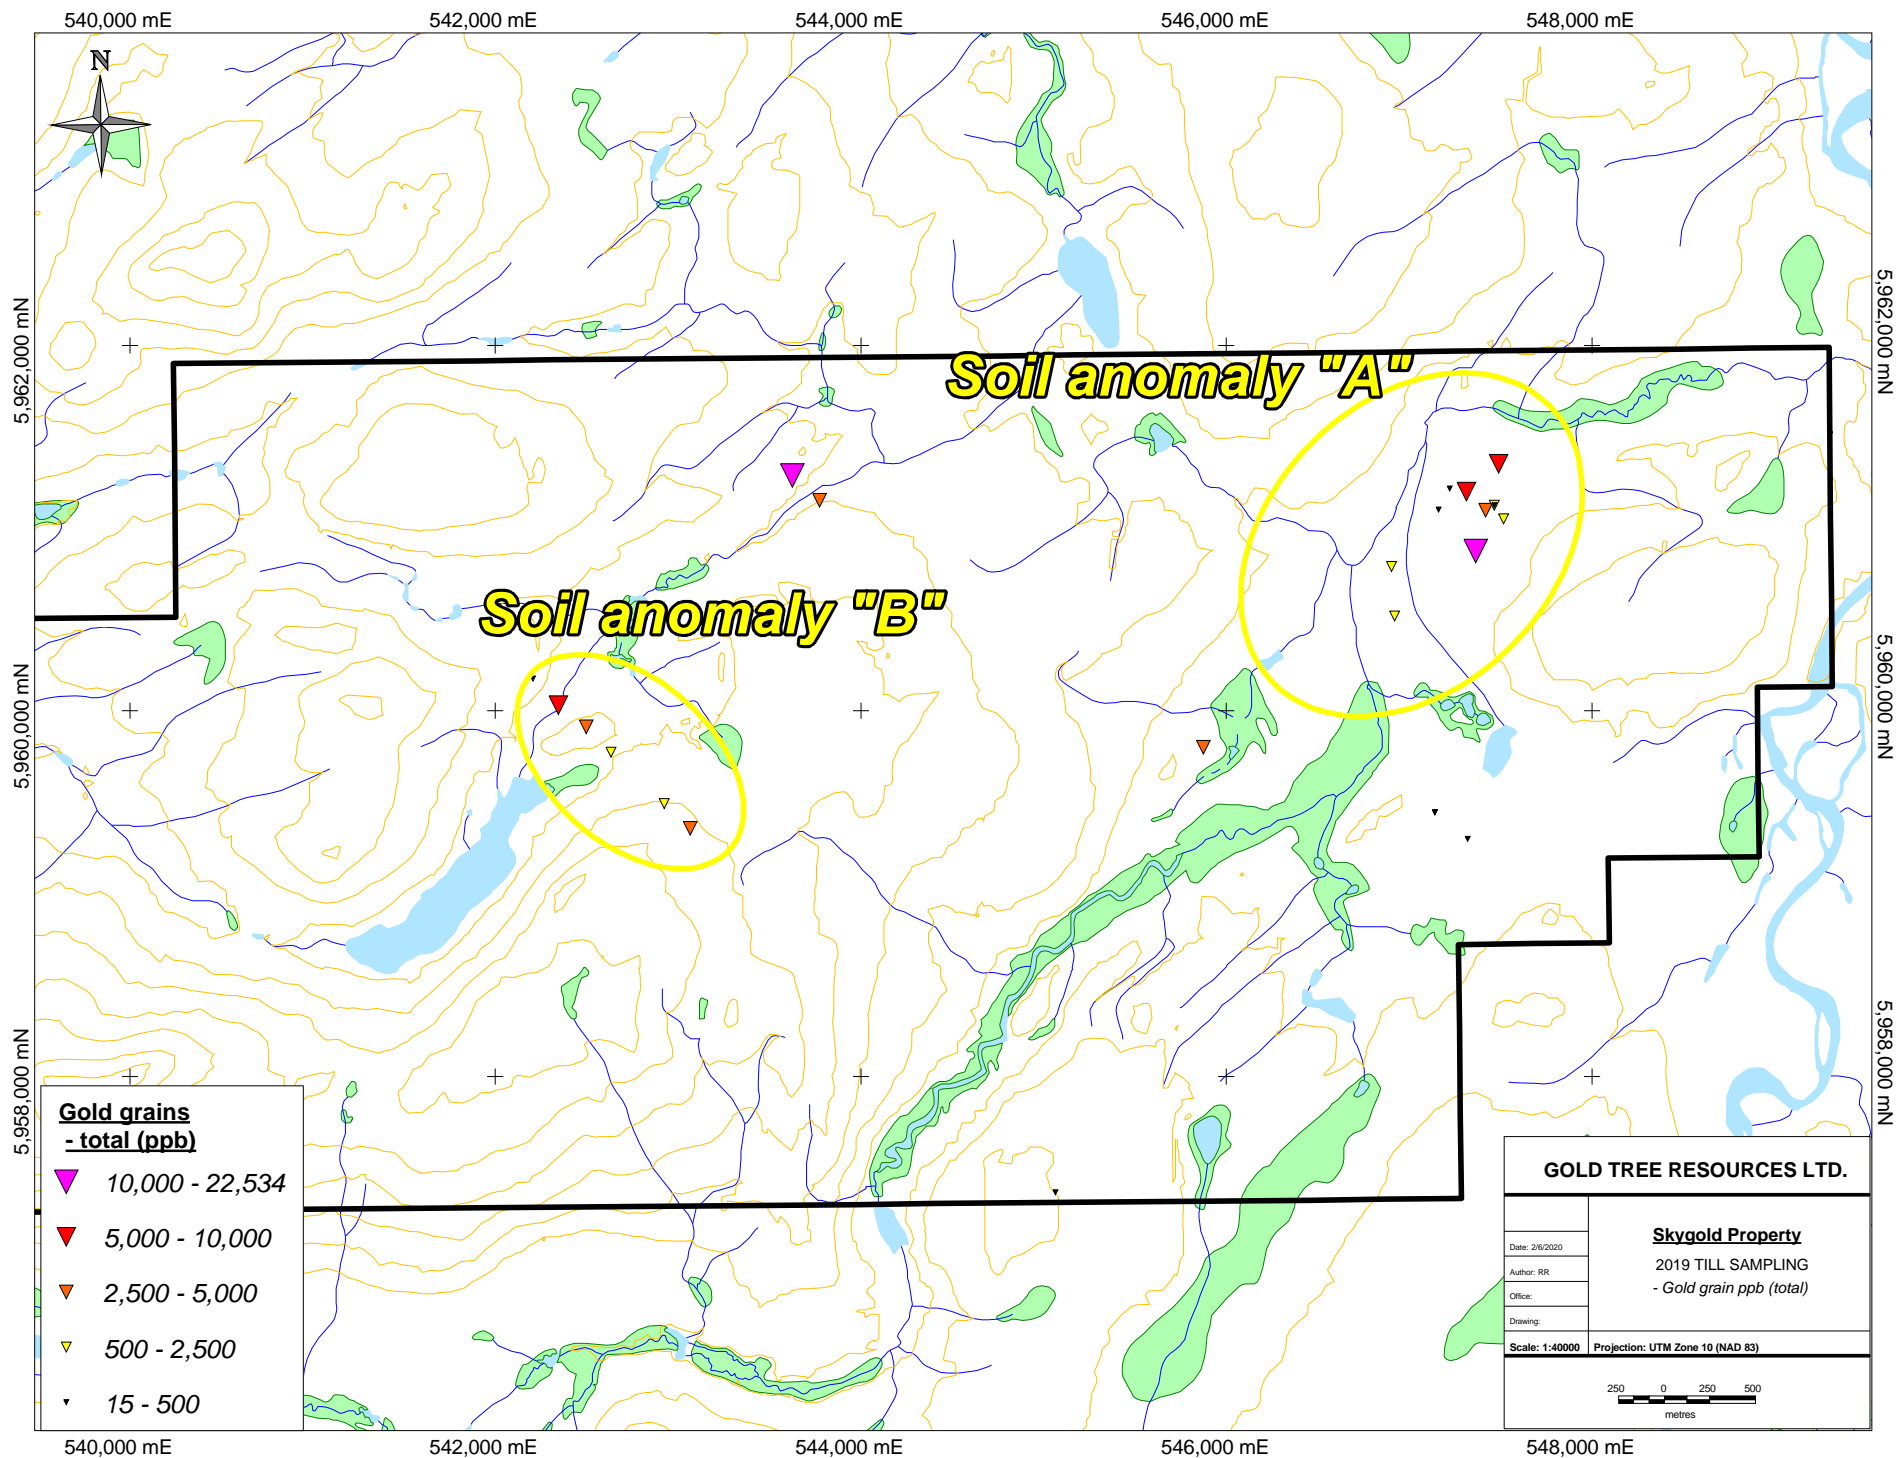 540,000 mE
542,000 mE
544,000 mE
546,000 mE
548,000 mE
N
5,962,000 mN
5,962,000 mN
Soil anomaly "A"
Soil anomaly "B"
5,960,000 mN
5,960,000 mN
5,958,000 mN
5,958,000 mN
Gold grains
- total (ppb)
10,000 - 22,534
5,000 - 10,000
2,500 - 5,000
500 - 2,500
15 - 500
GOLD TREE RESOURCES LTD.
Date: 2/6/2020
Author: RR
Office:
Drawing:
Skygold Property
2019 TILL SAMPLING
- Gold grain ppb (total)
Scale: 1:40000
Projection: UTM Zone 10 (NAD 83)
250 0 250 500
metres
540,000 mE
542,000 mE
544,000 mE
546,000 mE
548,000 mE